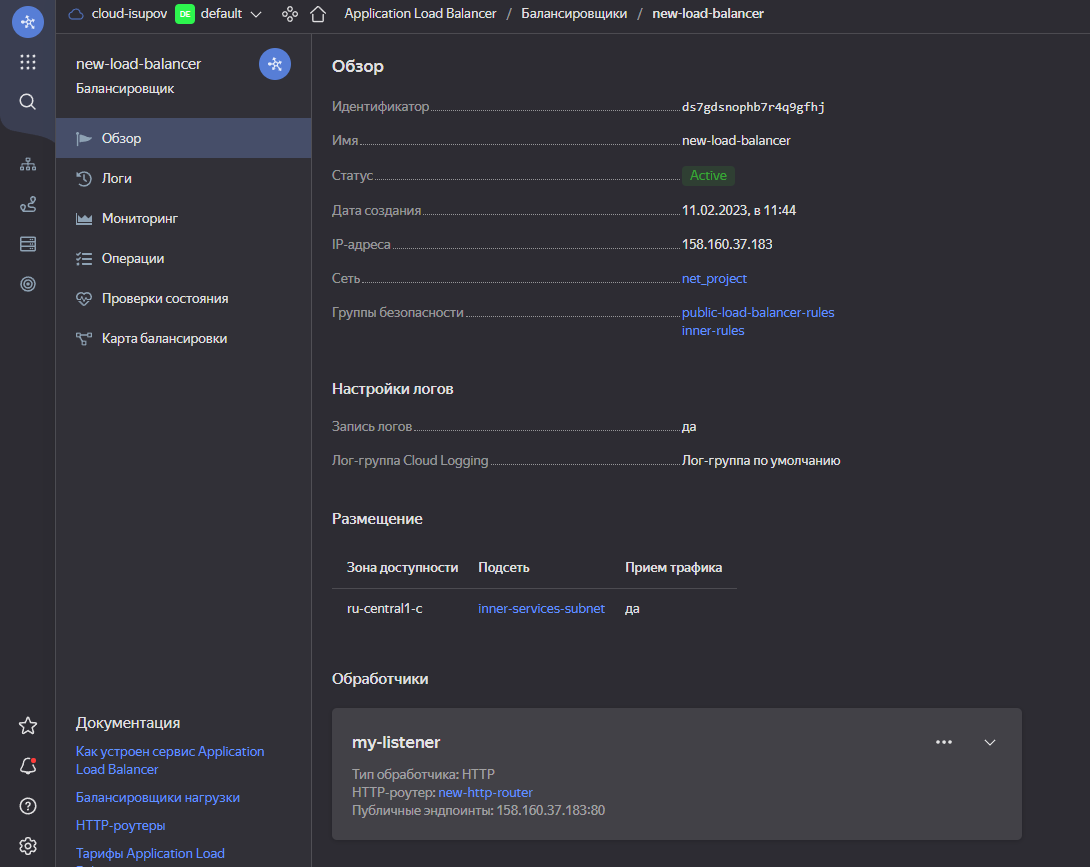 cloud-isupov DE default Application Load Balancer / Балансировщики / new-load-balancer
new-load-balancer
Балансировщик
Обзор
Логи
Мониторинг
Операции
Проверки состояния
Карта балансировки
Документация
Как устроен сервис Application
Load Balancer
Балансировщики нагрузки
HTTP-роутеры
Тарифы Application Load
Обзор
Идентификатор ds7gdsnophb7r4q9gfhj
Имя new-load-balancer
Статус Active
Дата создания 11.02.2023, в 11:44
IP-адреса 158.160.37.183
Сеть net_project
Группы безопасности public-load-balancer-rules
inner-rules
Настройки логов
Запись логов да
Лог-группа Cloud Logging Лог-группа по умолчанию
Размещение
Зона доступности Подсеть Прием трафика
ru-central1-c inner-services-subnet да
Обработчики
my-listener
Тип обработчика: HTTP
HTTP-роутер: new-http-router
Публичные эндпоинты: 158.160.37.183:80